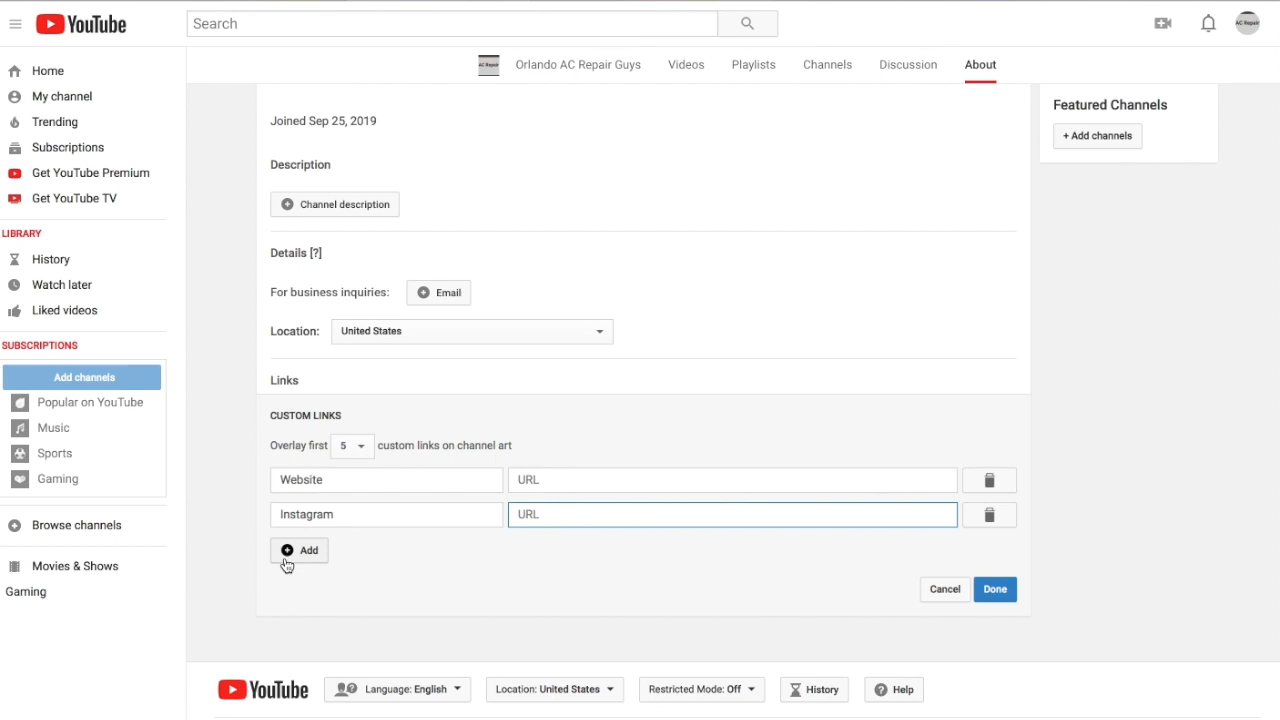 YouTube
Search
AC Repair
Home
My channel
Trending
Subscriptions
Get YouTube Premium
Get YouTube TV
LIBRARY
History
Watch later
Liked videos
SUBSCRIPTIONS
Add channels
Popular on YouTube
Music
Sports
Gaming
Browse channels
Movies & Shows
Gaming
AC Repair
Orlando AC Repair Guys
Videos
Playlists
Channels
Discussion
About
Joined Sep 25, 2019
Description
Channel description
Details [?]
For business inquiries: Email
Location: United States
Links
CUSTOM LINKS
Overlay first 5 custom links on channel art
Website URL
Instagram URL
Add
Cancel Done
Featured Channels
+ Add channels
YouTube Language: English Location: United States Restricted Mode: Off History Help